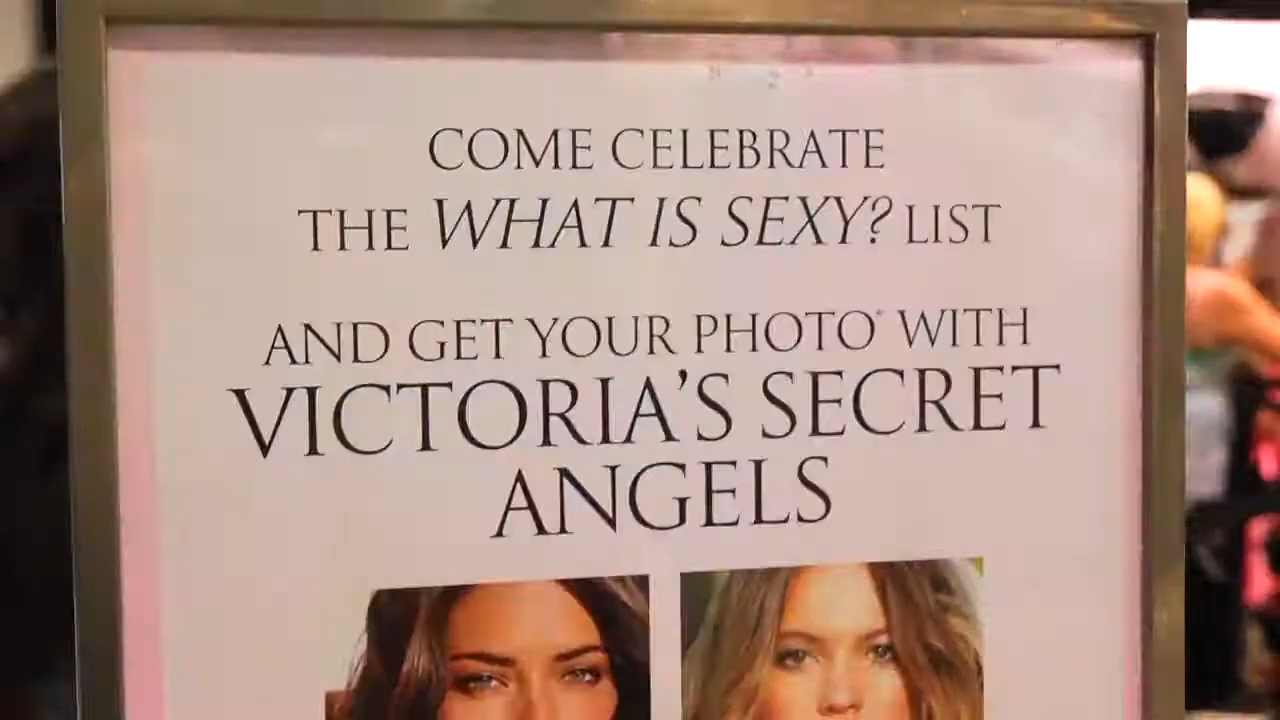 COME CELEBRATE
THE WHAT IS SEXY? LIST
AND GET YOUR PHOTO* WITH
VICTORIA'S SECRET
ANGELS